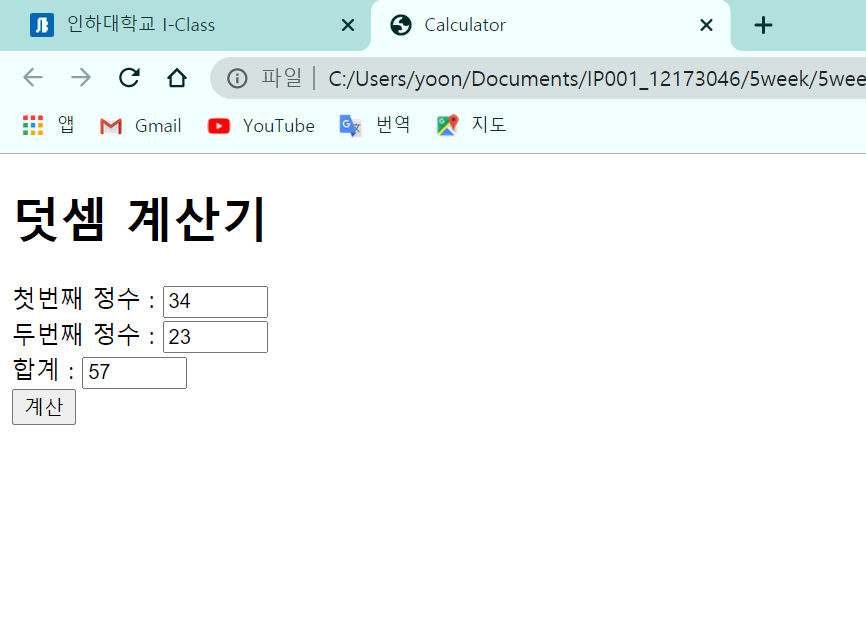 인하대학교 I-Class
Calculator
파일 | C:/Users/yoon/Documents/IP001_12173046/5week/5wee
앱 Gmail YouTube 번역 지도
덧셈 계산기
첫번째 정수 : 34
두번째 정수 : 23
합계 : 57
계산